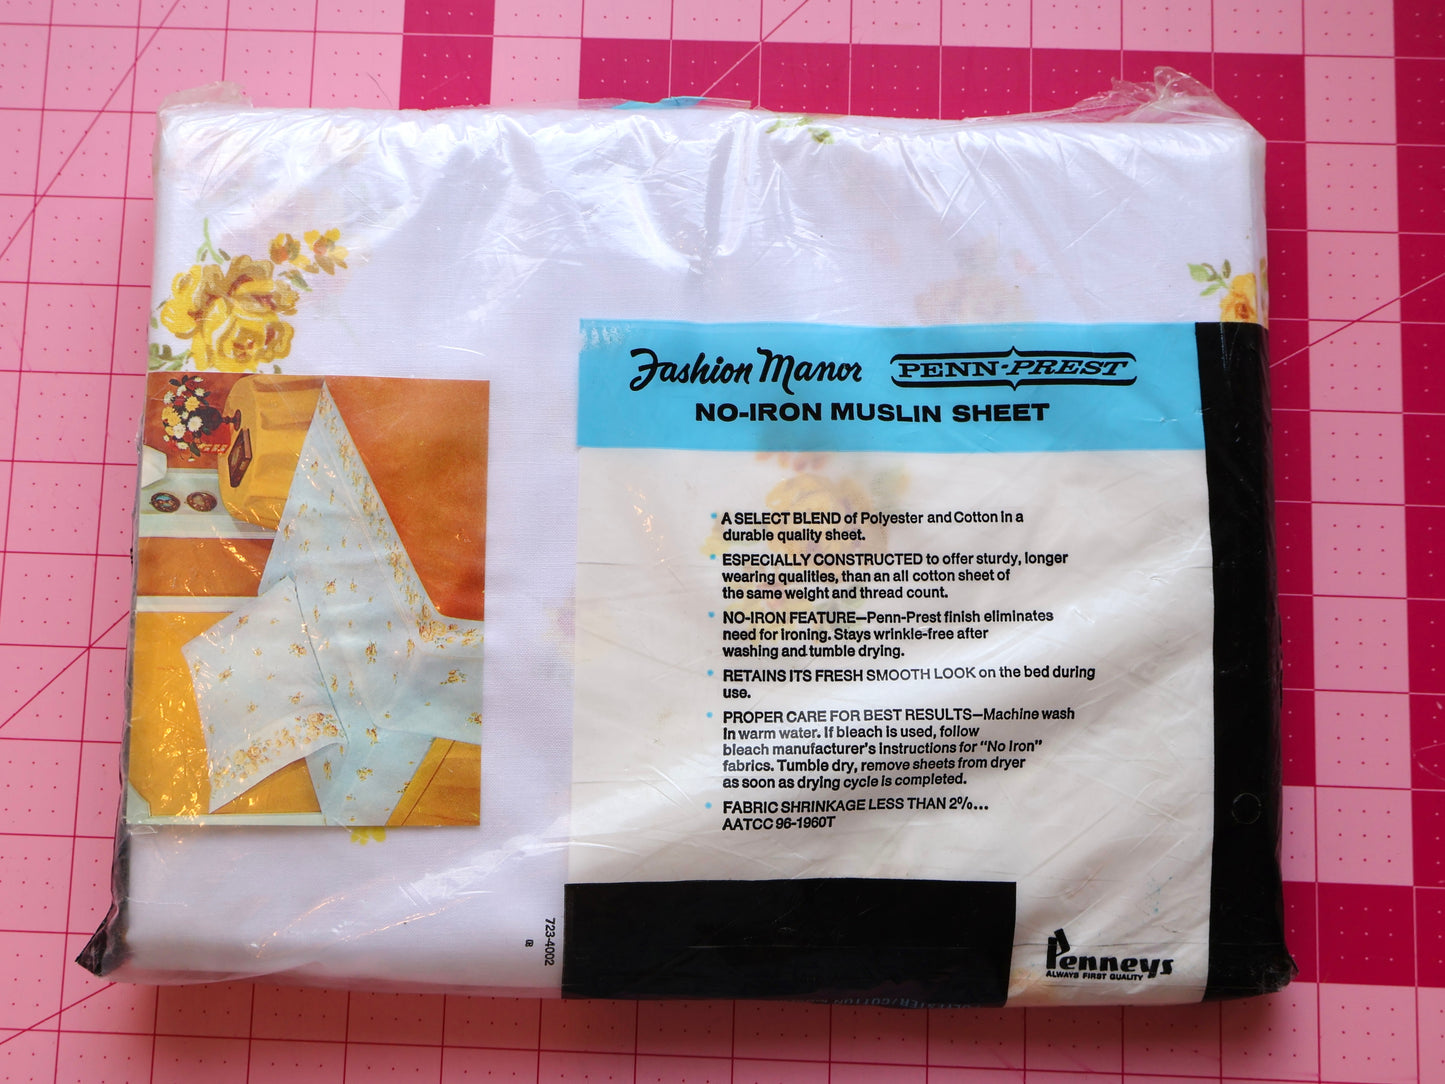 Fashion Manor PENN-PREST
NO-IRON MUSLIN SHEET
A SELECT BLEND of Polyester and Cotton in a
durable quality sheet.
ESPECIALLY CONSTRUCTED to offer sturdy, longer
wearing qualities, than an all cotton sheet of
the same weight and thread count.
NO-IRON FEATURE—Penn-Prest finish eliminates
need for ironing. Stays wrinkle-free after
washing and tumble drying.
RETAINS ITS FRESH SMOOTH LOOK on the bed during
use.
PROPER CARE FOR BEST RESULTS—Machine wash
in warm water. If bleach is used, follow
bleach manufacturer's instructions for "No Iron"
fabrics. Tumble dry, remove sheets from dryer
as soon as drying cycle is completed.
FABRIC SHRINKAGE LESS THAN 2%...
AATCC 96-1960T
723-4002
Penneys
ALWAYS FIRST QUALITY